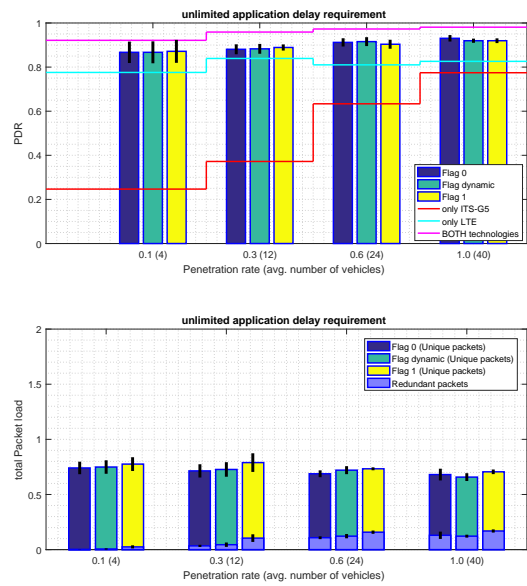 unlimited application delay requirement
1
0.8
0.6
0.4
0.2
0
PDR
Flag 0
Flag dynamic
Flag 1
only ITS-G5
only LTE
BOTH technologies
0.1 (4) 0.3 (12) 0.6 (24) 1.0 (40)
Penetration rate (avg. number of vehicles)
unlimited application delay requirement
2
1.5
1
0.5
0
total Packet load
Flag 0 (Unique packets)
Flag dynamic (Unique packets)
Flag 1 (Unique packets)
Redundant packets
0.1 (4) 0.3 (12) 0.6 (24) 1.0 (40)
Penetration rate (avg. number of vehicles)